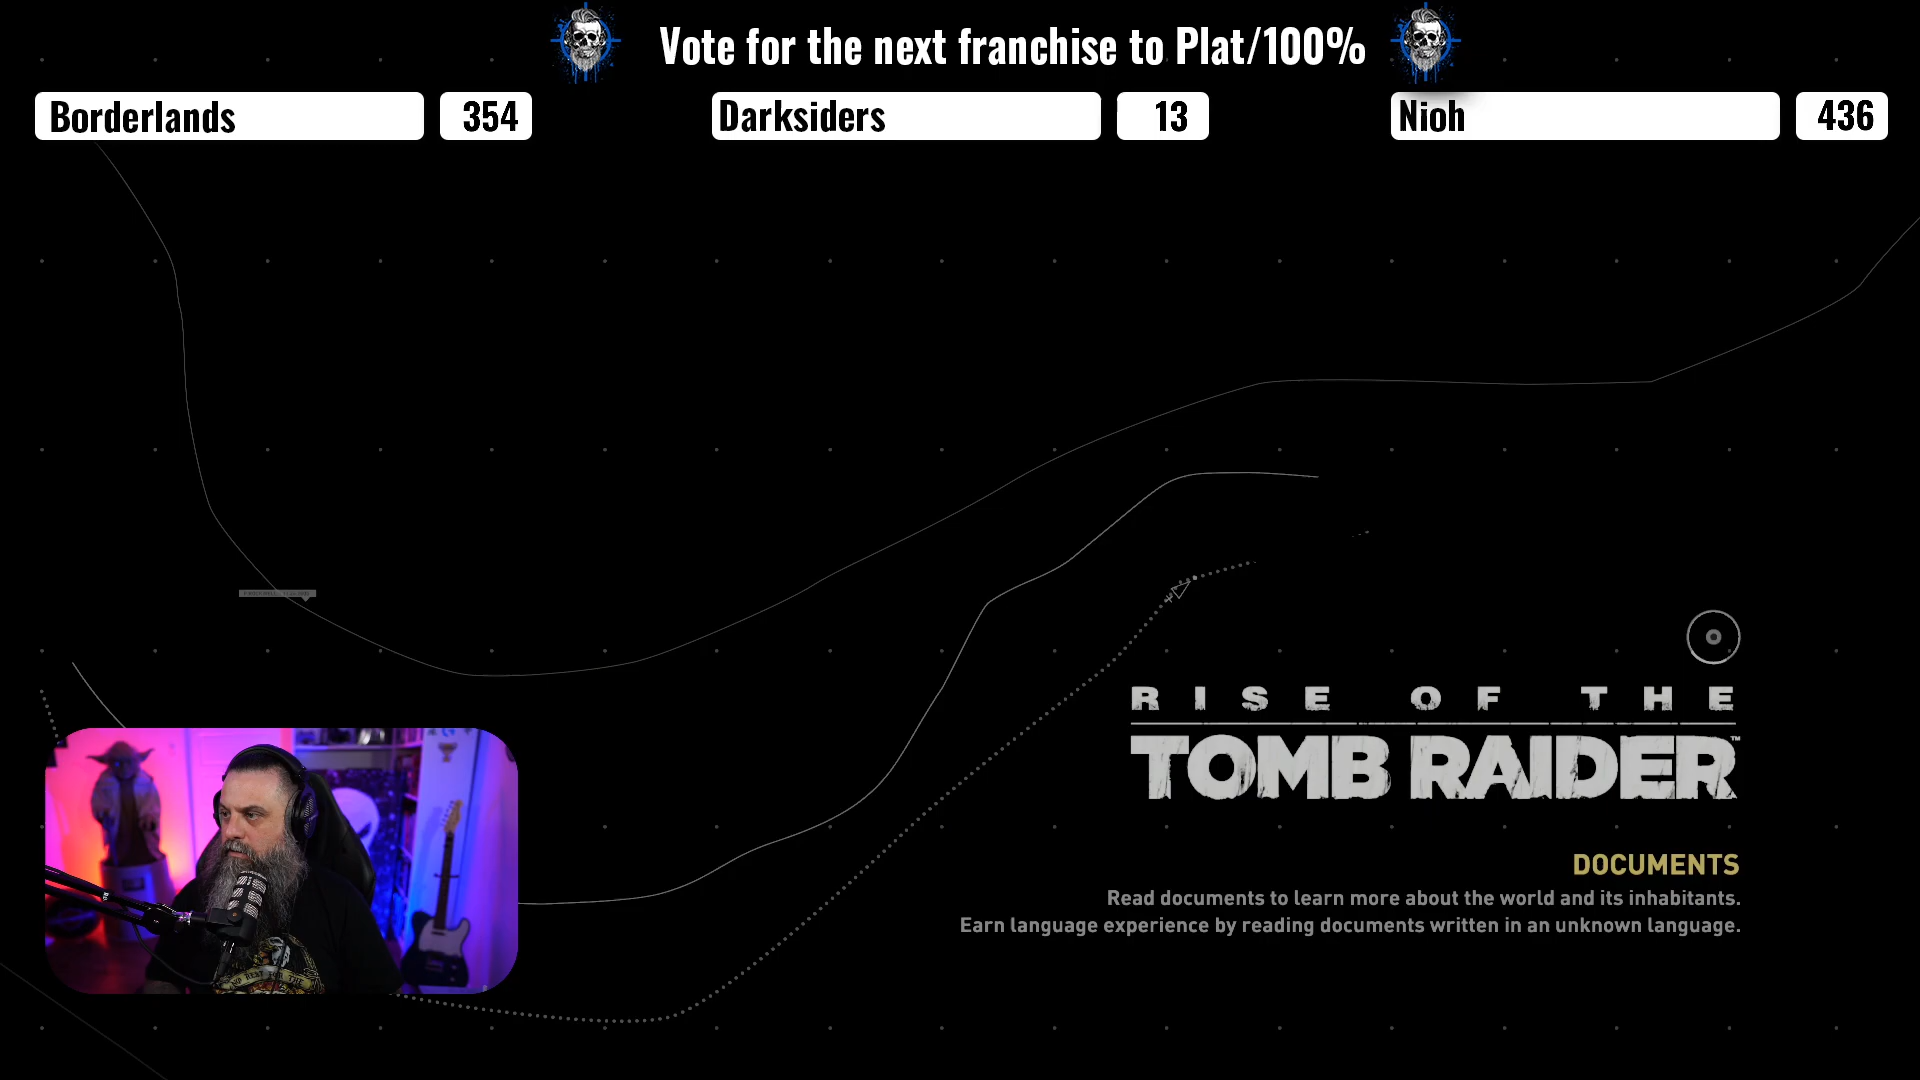 Vote for the next franchise to Plat/100%
Borderlands 354 Darksiders 13 Nioh 436
RISE OF THE
TOMB RAIDER™
DOCUMENTS
Read documents to learn more about the world and its inhabitants.
Earn language experience by reading documents written in an unknown language.